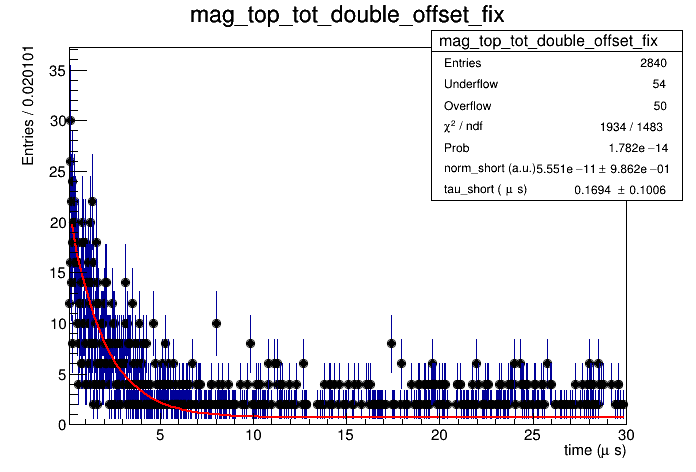 mag_top_tot_double_offset_fix
mag_top_tot_double_offset_fix
Entries 2840
Underflow 54
Overflow 50
χ² / ndf 1934 / 1483
Prob 1.782e −14
norm_short (a.u.)5.551e −11 ± 9.862e −01
tau_short ( μ s) 0.1694 ± 0.1006
Entries / 0.020101
35
30
25
20
15
10
5
0
5 10 15 20 25 30
time (μ s)